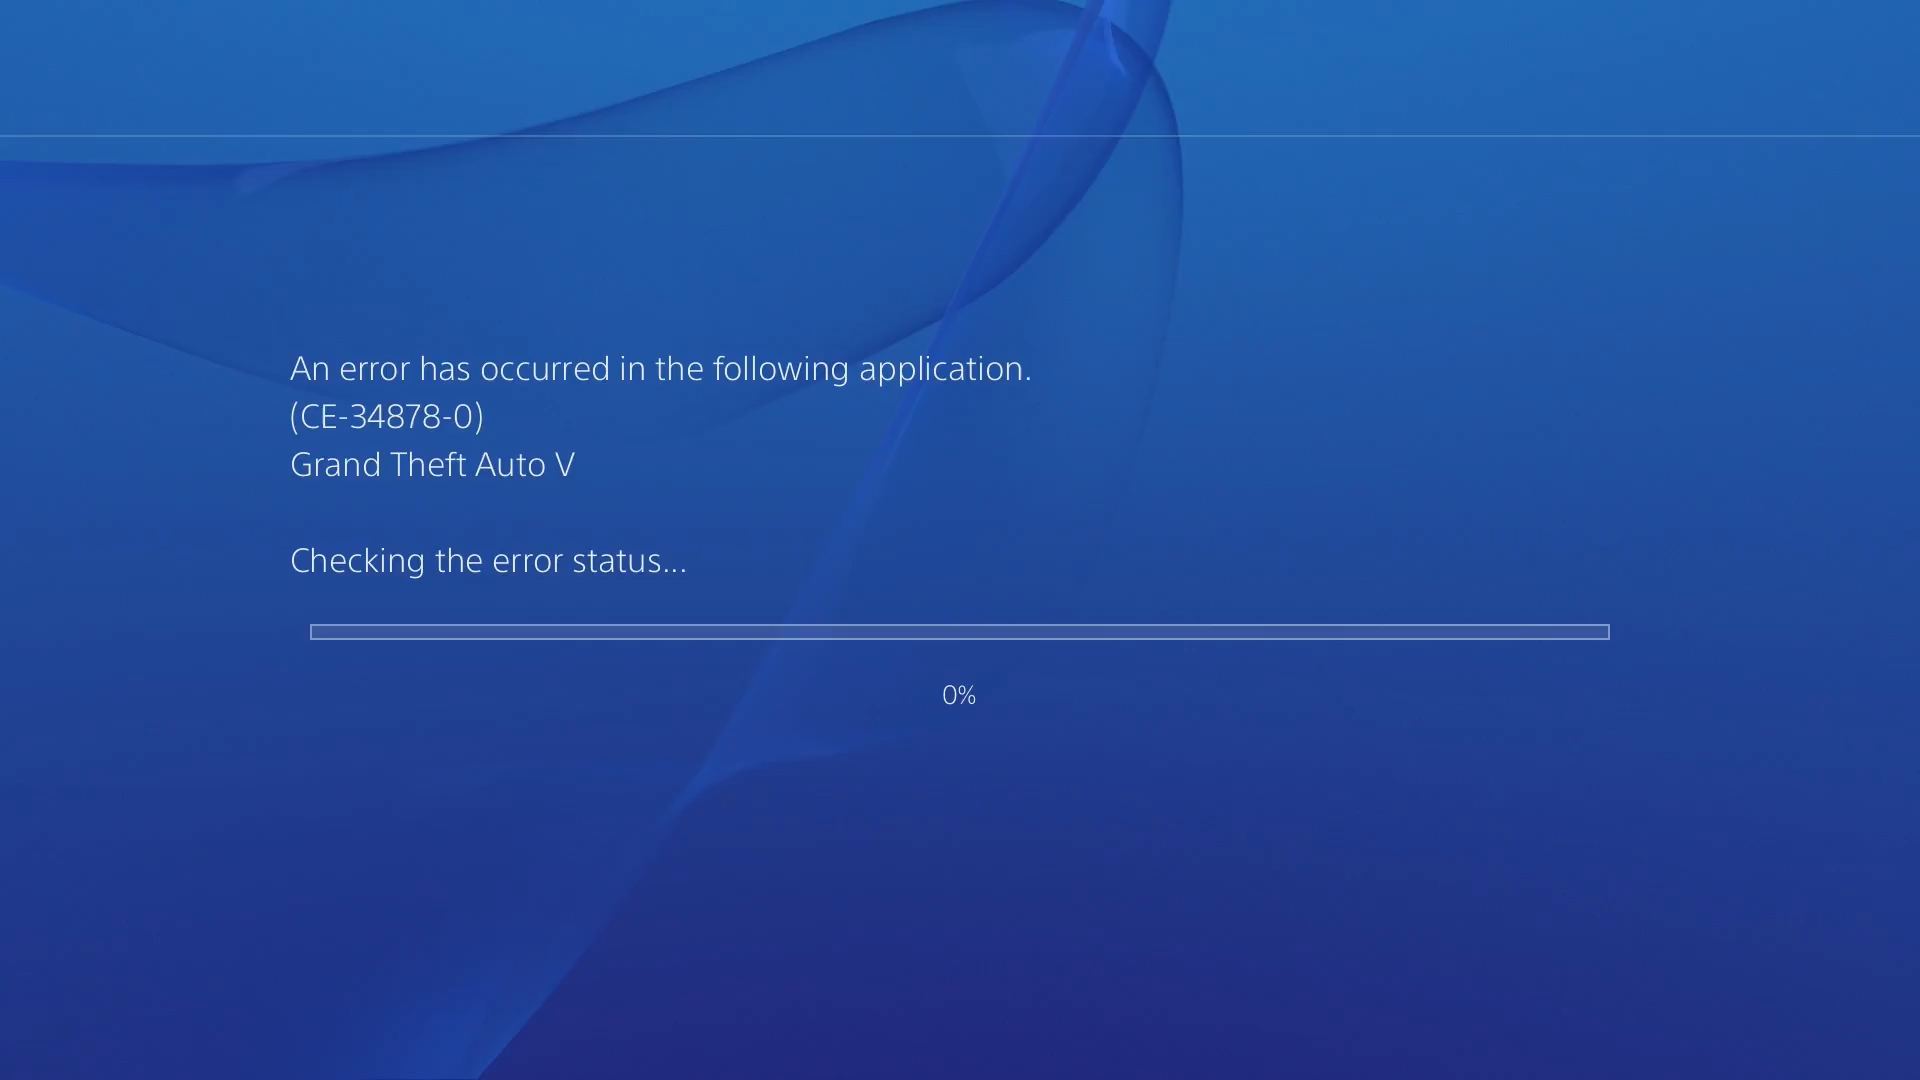 An error has occurred in the following application.
(CE-34878-0)
Grand Theft Auto V
Checking the error status...
0%